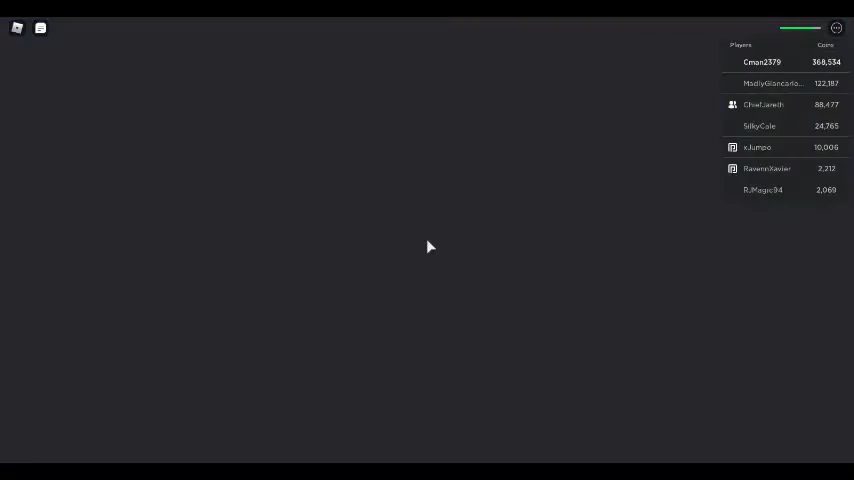 Players Coins
Cman2379 368,534
MadlyGiancarlo... 122,187
ChiefJareth 88,477
SilkyCale 24,765
xJumpo 10,006
RavennXavier 2,212
RJMagic94 2,069